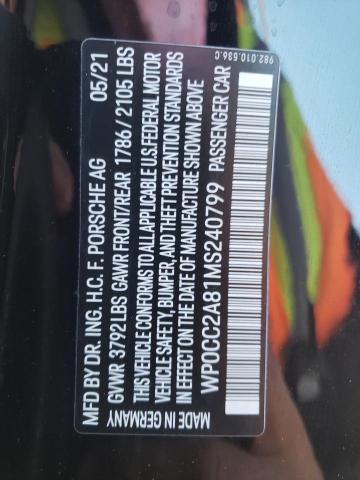 982.010.536.C
MFD BY DR. ING. H.C. F. PORSCHE AG 05/21
GVWR 3792 LBS GAWR FRONT/REAR 1786/2105 LBS
THIS VEHICLE CONFORMS TO ALL APPLICABLE U.S. FEDERAL MOTOR
VEHICLE SAFETY, BUMPER, AND THEFT PREVENTION STANDARDS
IN EFFECT ON THE DATE OF MANUFACTURE SHOWN ABOVE
WP0CC2A81MS240799 PASSENGER CAR
MADE IN GERMANY